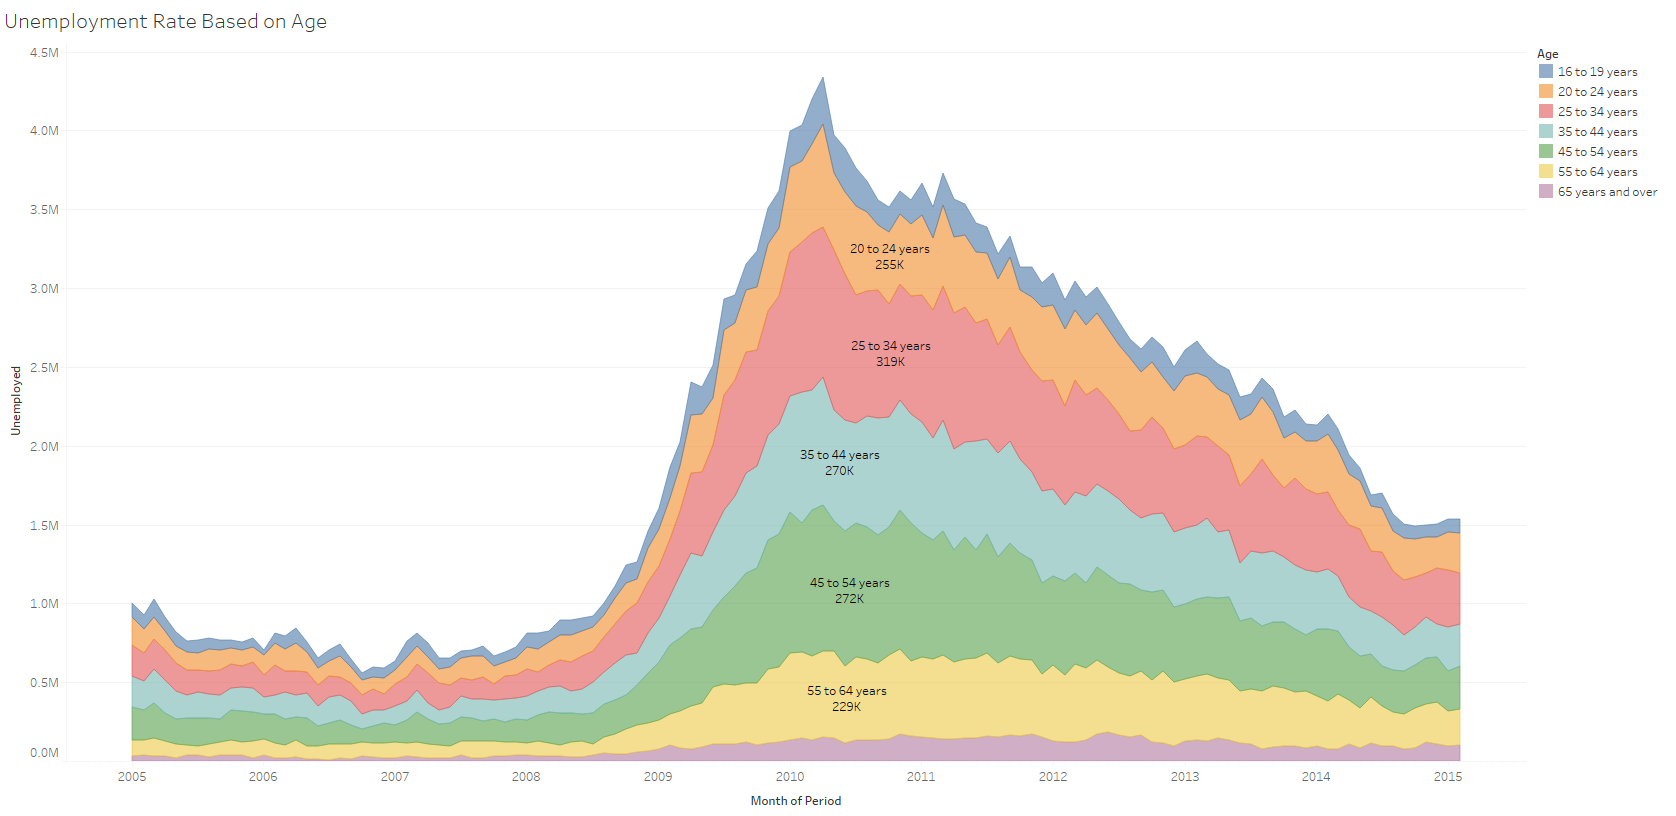 Unemployment Rate Based on Age
4.5M
4.0M
3.5M
3.0M
2.5M
2.0M
1.5M
1.0M
0.5M
0.0M
Unemployed
20 to 24 years
255K
25 to 34 years
319K
35 to 44 years
270K
45 to 54 years
272K
55 to 64 years
229K
2005 2006 2007 2008 2009 2010 2011 2012 2013 2014 2015
Month of Period
Age
16 to 19 years
20 to 24 years
25 to 34 years
35 to 44 years
45 to 54 years
55 to 64 years
65 years and over